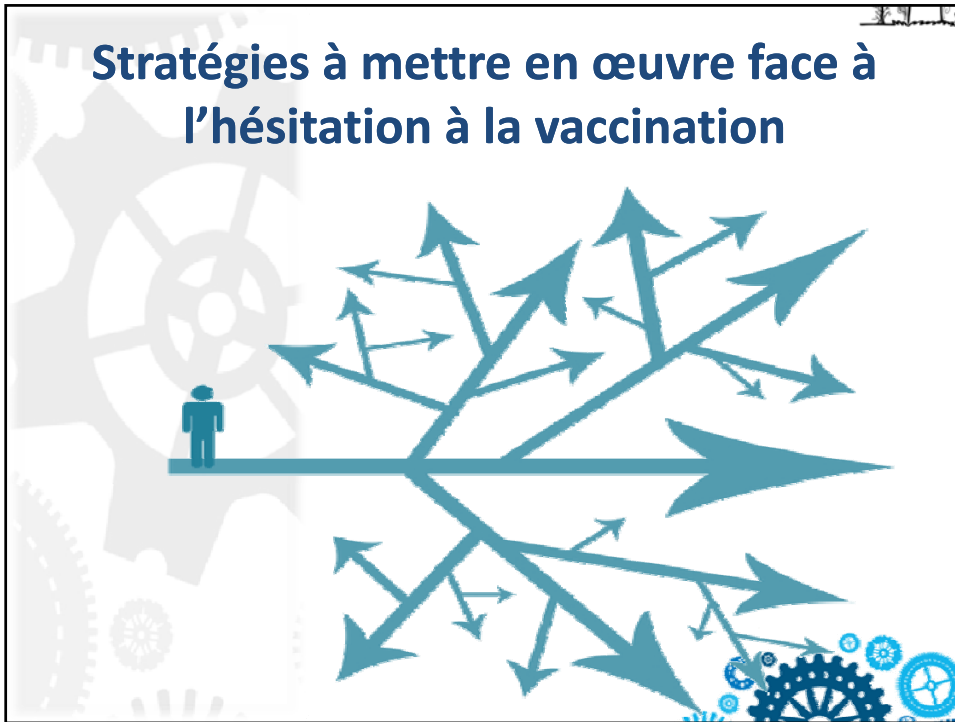 Stratégies à mettre en œuvre face à
l’hésitation à la vaccination